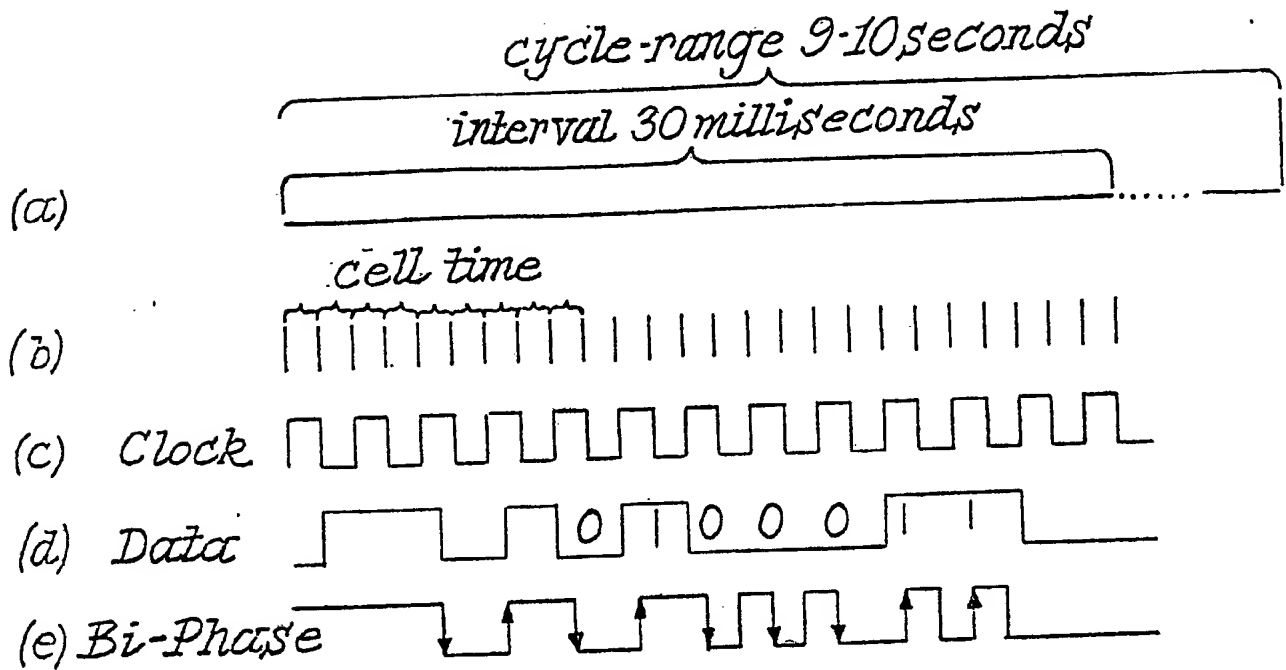 cycle-range 9-10 seconds
interval 30 milliseconds
(a)
cell time
(b)
(c) Clock
(d) Data 0 1 0 0 0 1 1
(e) Bi-Phase